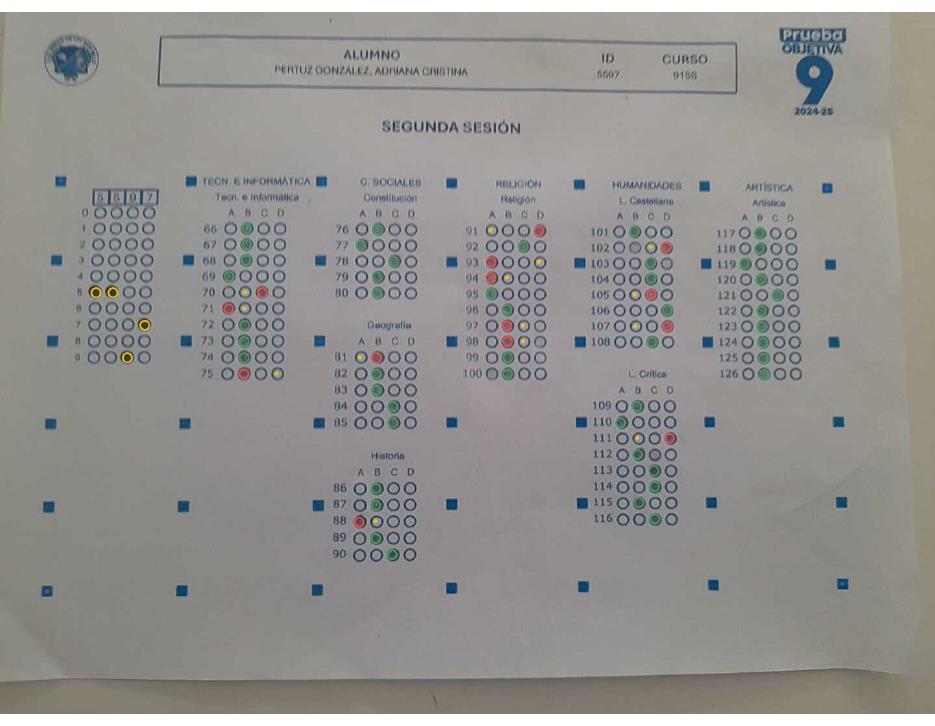 Prueba
OBJETIVA
9
2024-25
ALUMNO ID CURSO
PERTUZ GONZÁLEZ, ADRIANA CRISTINA 5597
SEGUNDA SESIÓN
5 5 9 7
0
1
2
3
4
5
6
7
8
9
TECN. E INFORMÁTICA
Tecn. e Informática
A B C D
66
67
68
69
70
71
72
73
74
75
C. SOCIALES
Constitución
A B C D
76
77
78
79
80
Geografía
A B C D
81
82
83
84
85
Historia
A B C D
86
87
88
89
90
RELIGIÓN
Religión
A B C D
91
92
93
94
95
96
97
98
99
100
HUMANIDADES
L. Castellana
A B C D
101
102
103
104
105
106
107
108
L. Crítica
A B C D
109
110
111
112
113
114
115
116
ARTÍSTICA
Artística
A B C D
117
118
119
120
121
122
123
124
125
126